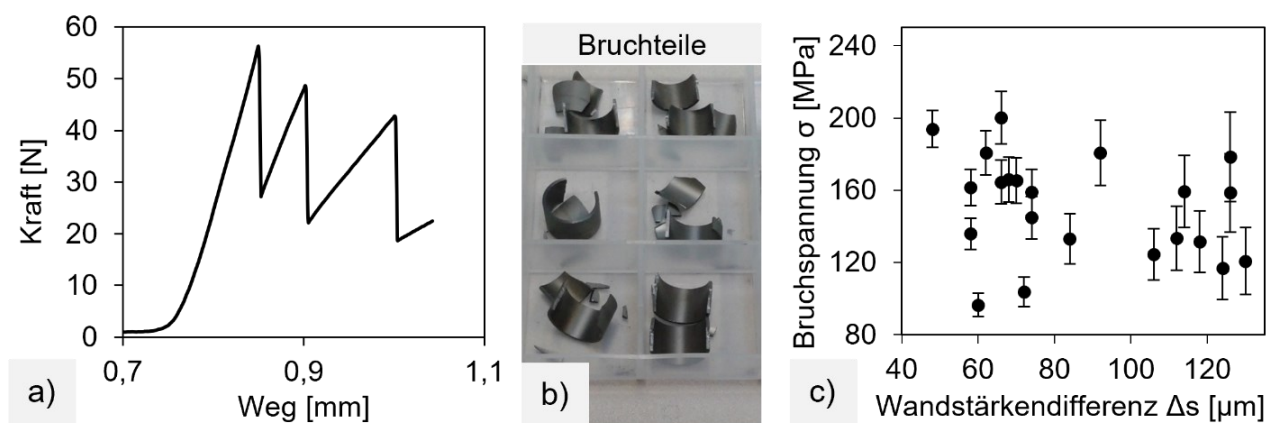 60
50
40
30
20
10
0
Kraft [N]
0,7
0,9
1,1
Weg [mm]
a)
Bruchteile
b)
240
200
160
120
80
Bruchspannung σ [MPa]
40
60
80
100
120
Wandstärkendifferenz Δs [µm]
c)